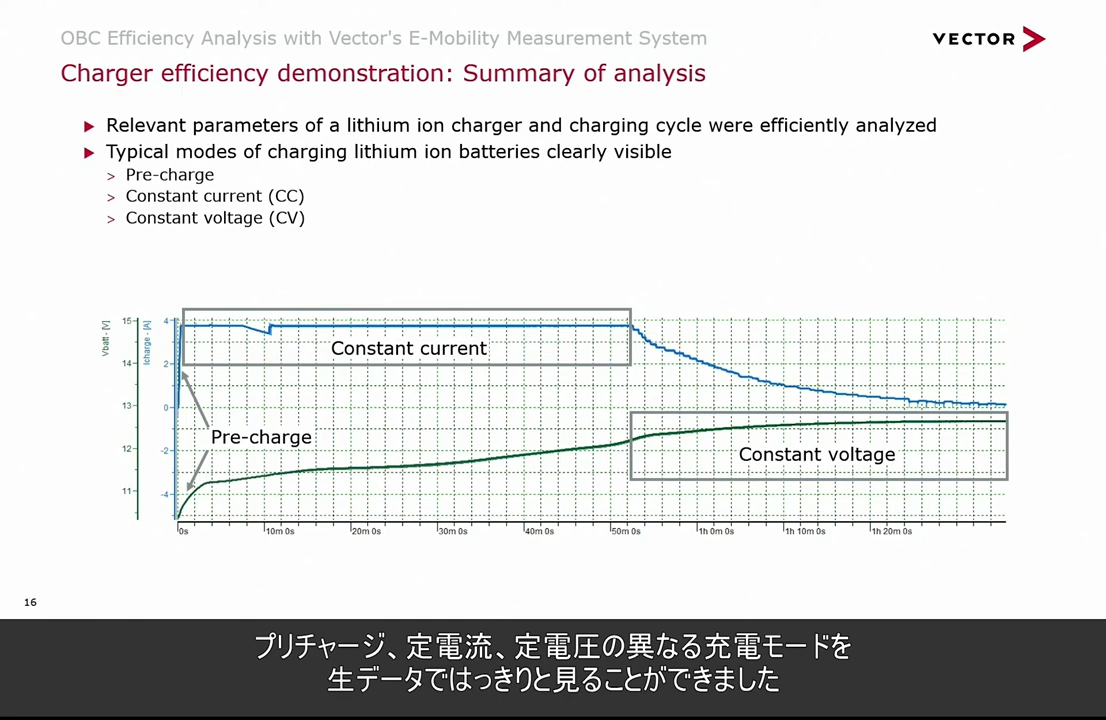 OBC Efficiency Analysis with Vector's E-Mobility Measurement System
VECTOR
Charger efficiency demonstration: Summary of analysis
Relevant parameters of a lithium ion charger and charging cycle were efficiently analyzed
Typical modes of charging lithium ion batteries clearly visible
> Pre-charge
> Constant current (CC)
> Constant voltage (CV)
Vbatt - [V]
15
14
13
12
11
Icharge - [A]
4
2
0
-2
-4
Constant current
Pre-charge
Constant voltage
0s 10m 0s 20m 0s 30m 0s 40m 0s 50m 0s 1h 0m 0s 1h 10m 0s 1h 20m 0s
16
プリチャージ、定電流、定電圧の異なる充電モードを
生データではっきりと見ることができました